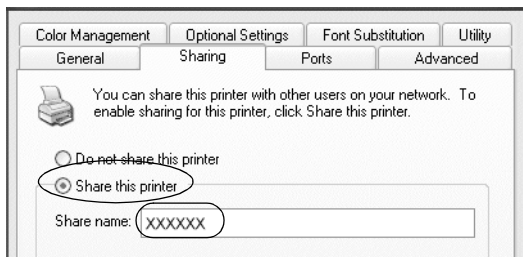 Color Management Optional Settings Font Substitution Utility
General Sharing Ports Advanced
You can share this printer with other users on your network. To
enable sharing for this printer, click Share this printer.
Do not share this printer
Share this printer
Share name: XXXXXX